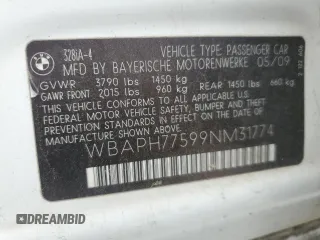 328IA-4
VEHICLE TYPE: PASSENGER CAR
MFD BY BAYERISCHE MOTORENWERKE 05/09
GVWR 3790 lbs 1450 kg
GAWR FRONT 2015 lbs 960 kg REAR 1450 lbs 660 kg
THIS VEHICLE CONFORMS TO ALL APPLICABLE
FEDERAL MOTOR VEHICLE SAFETY, BUMPER AND
THEFT PREVENTION STANDARDS IN EFFECT ON THE DATE
OF MANUFACTURE SHOWN ABOVE.
WBAPH77599NM31774
DREAMBID